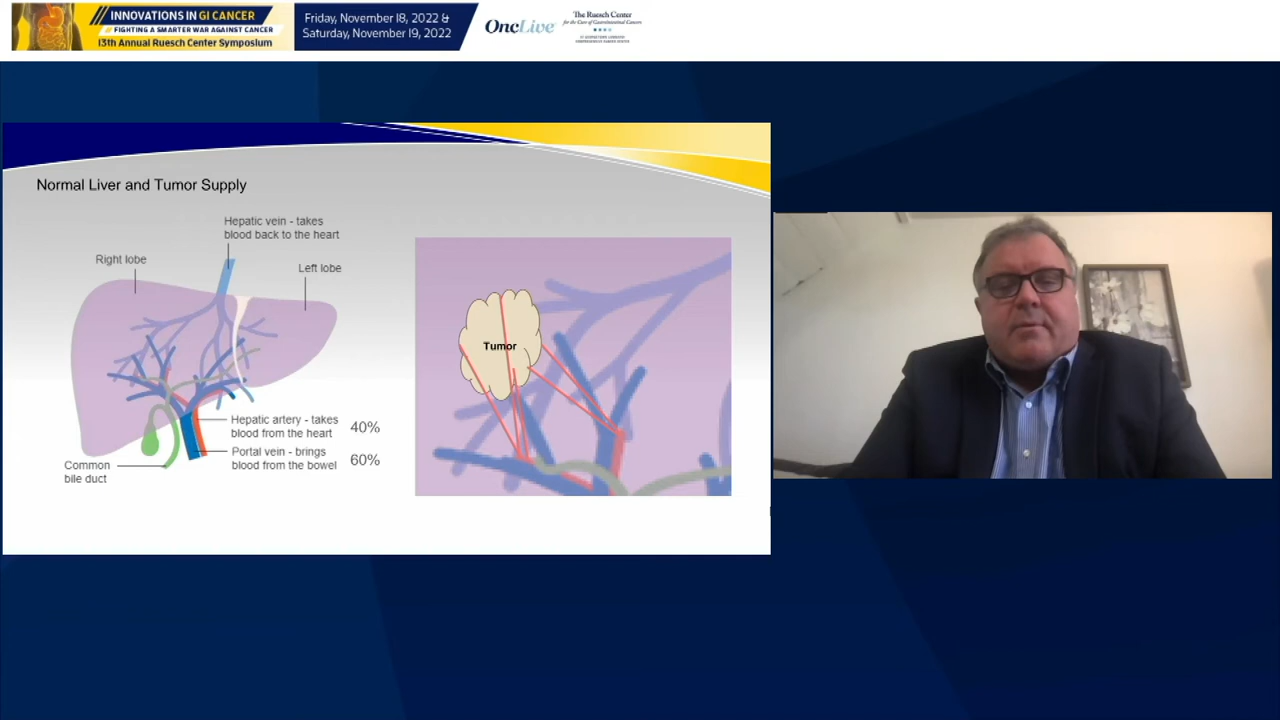 INNOVATIONS IN GI CANCER
FIGHTING A SMARTER WAR AGAINST CANCER
13th Annual Ruesch Center Symposium
Friday, November 18, 2022 &
Saturday, November 19, 2022
OncLive
The Ruesch Center
for the Cure of Gastrointestinal Cancers
Normal Liver and Tumor Supply
Hepatic vein - takes
blood back to the heart
Right lobe
Left lobe
Tumor
Hepatic artery - takes
blood from the heart
40%
Portal vein - brings
blood from the bowel
60%
Common
bile duct